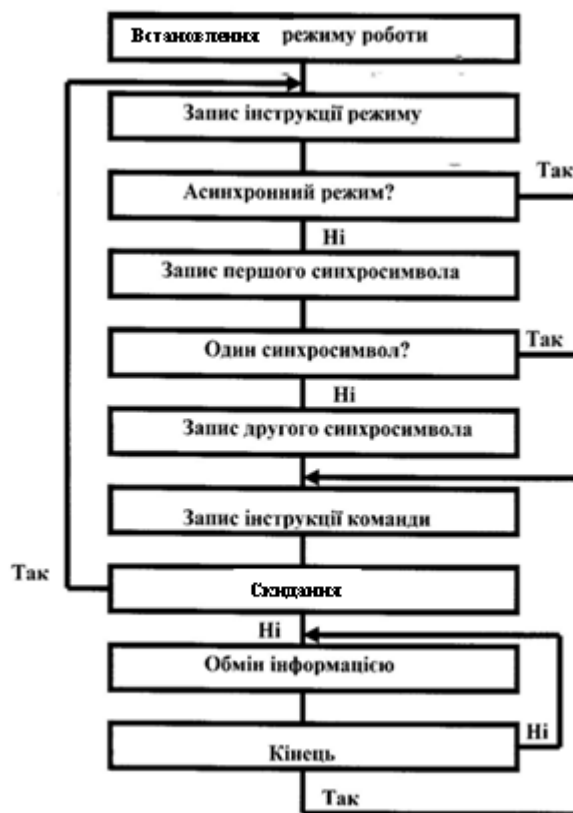 Встановлення режиму роботи
Запис інструкції режиму
Асинхронний режим?
Так
Ні
Запис першого синхросимвола
Один синхросимвол?
Так
Ні
Запис другого синхросимвола
Запис інструкції команди
Так
Скидання
Ні
Обмін інформацією
Ні
Кінець
Так